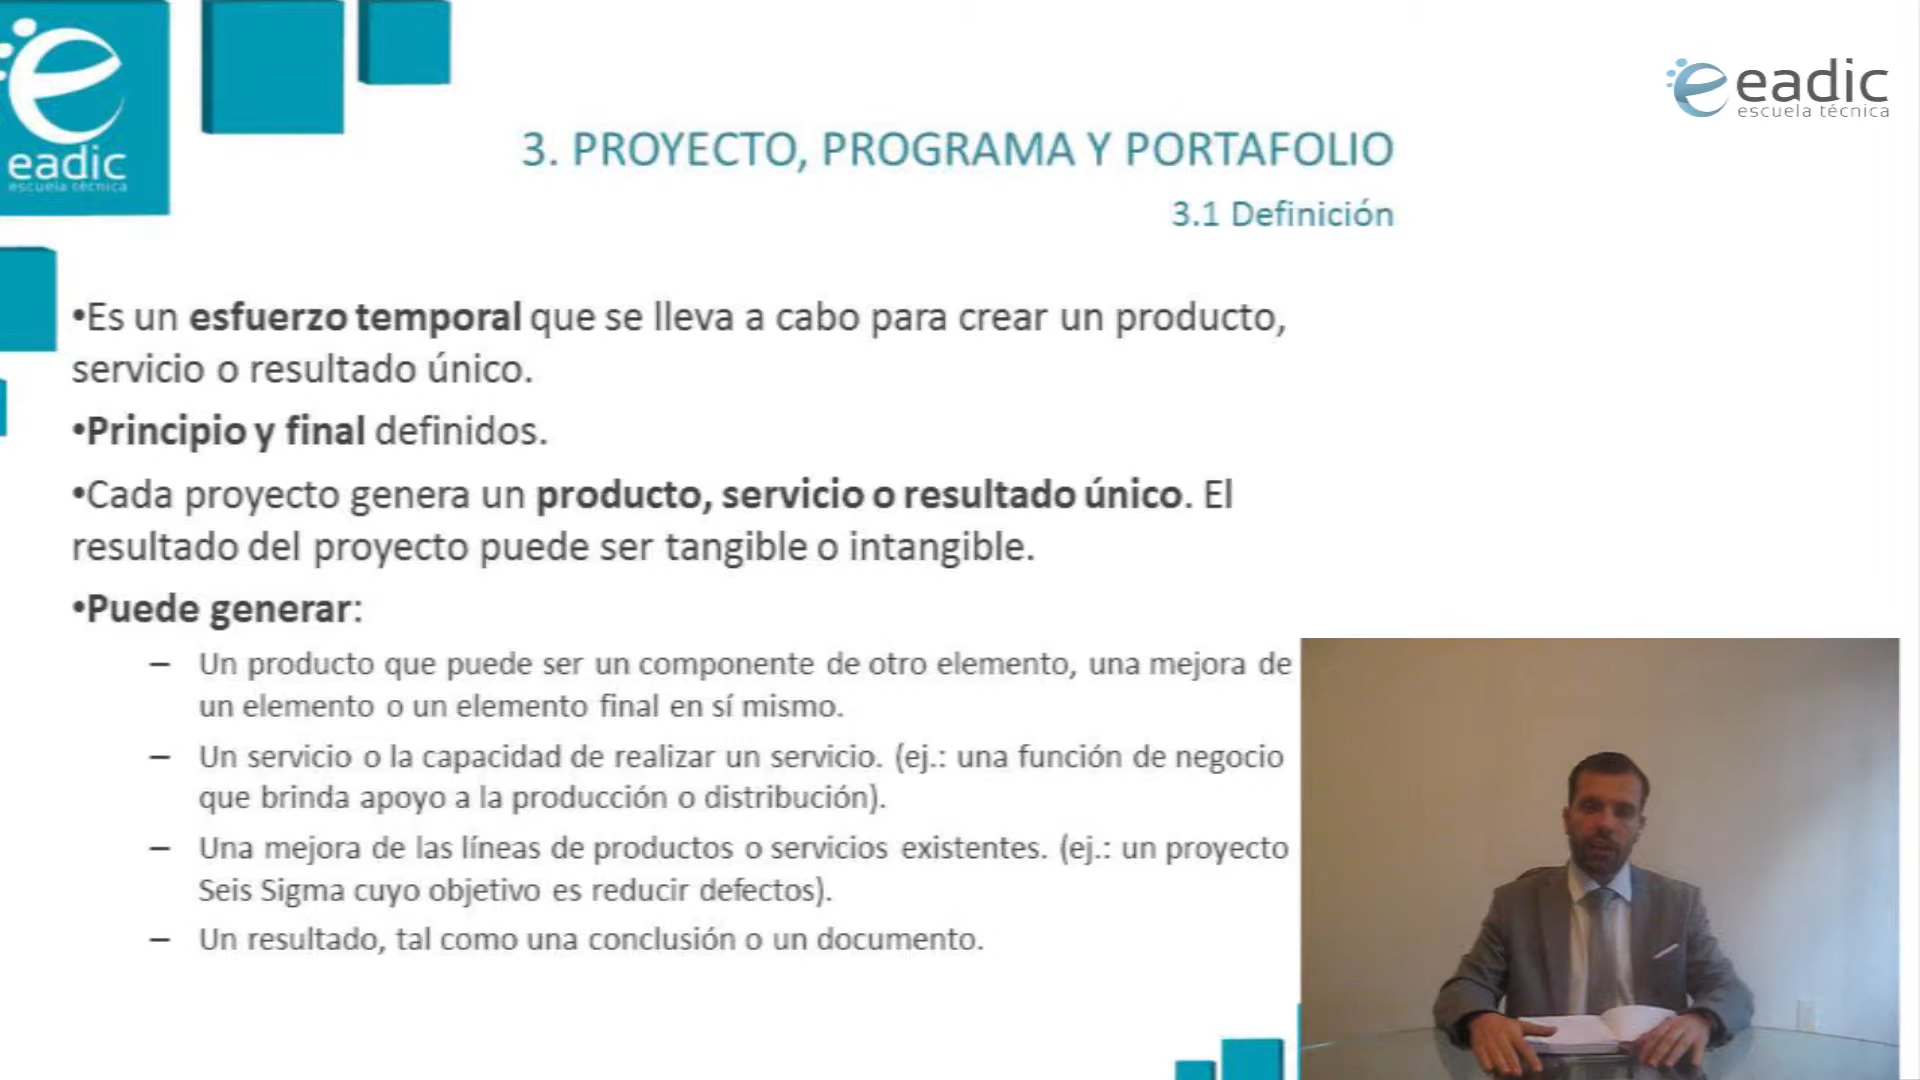 eadic
escuela técnica
eadic
escuela técnica
3. PROYECTO, PROGRAMA Y PORTAFOLIO
3.1 Definición
•Es un esfuerzo temporal que se lleva a cabo para crear un producto,
servicio o resultado único.
•Principio y final definidos.
•Cada proyecto genera un producto, servicio o resultado único. El
resultado del proyecto puede ser tangible o intangible.
•Puede generar:
– Un producto que puede ser un componente de otro elemento, una mejora de
un elemento o un elemento final en sí mismo.
– Un servicio o la capacidad de realizar un servicio. (ej.: una función de negocio
que brinda apoyo a la producción o distribución).
– Una mejora de las líneas de productos o servicios existentes. (ej.: un proyecto
Seis Sigma cuyo objetivo es reducir defectos).
– Un resultado, tal como una conclusión o un documento.